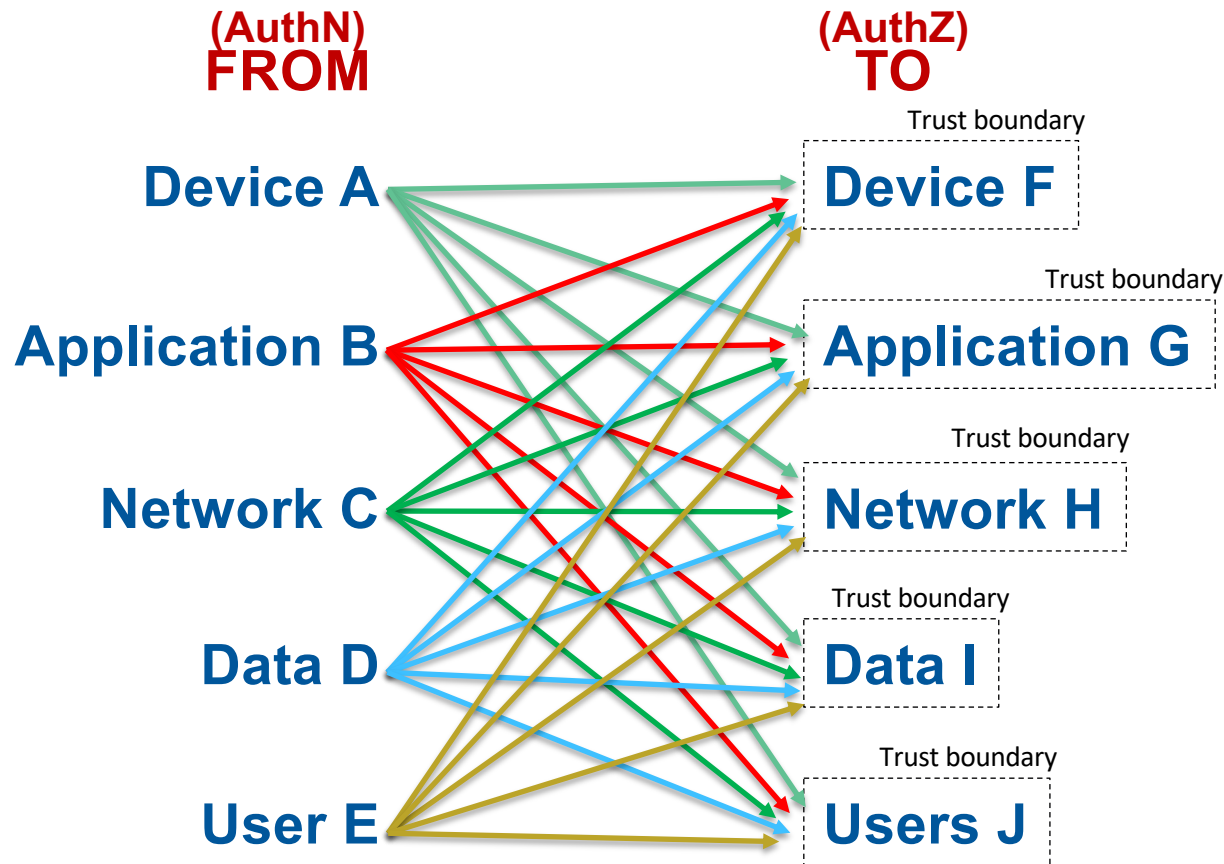 (AuthN)
FROM
(AuthZ)
TO
Trust boundary
Device A
Device F
Trust boundary
Application B
Application G
Trust boundary
Network C
Network H
Trust boundary
Data D
Data I
Trust boundary
User E
Users J